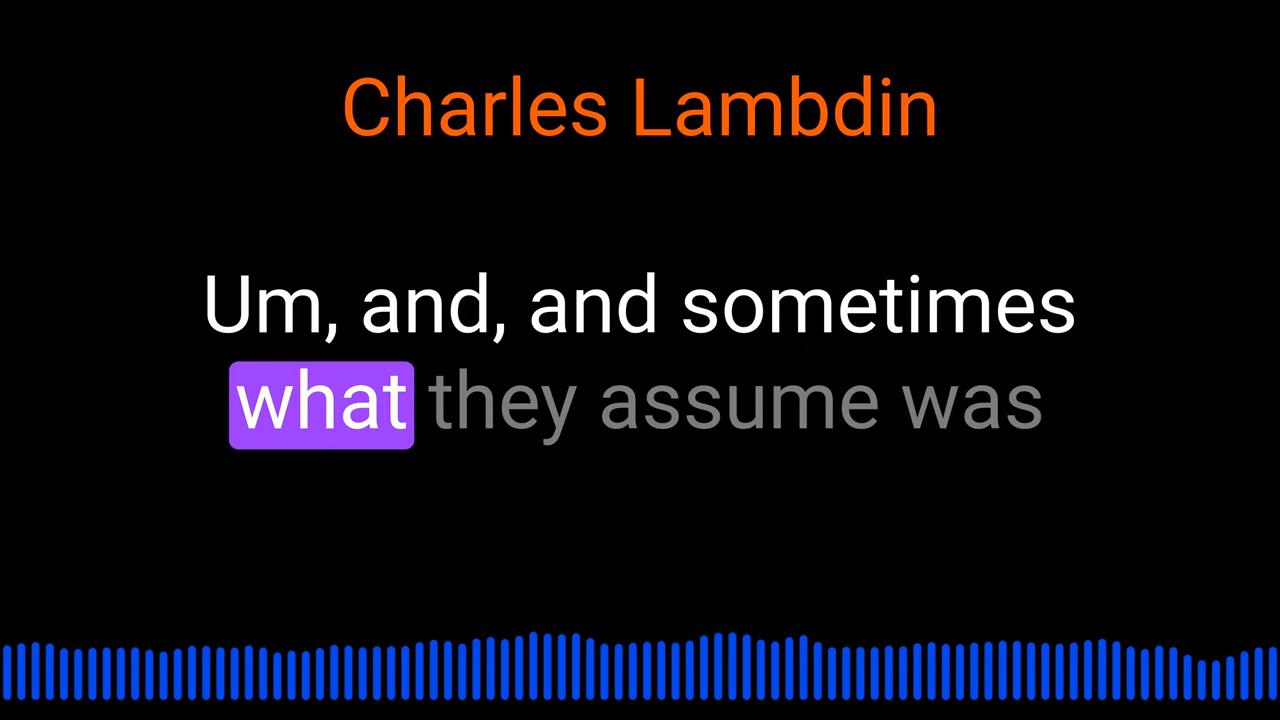 Charles Lambdin
Um, and, and sometimes
what they assume was